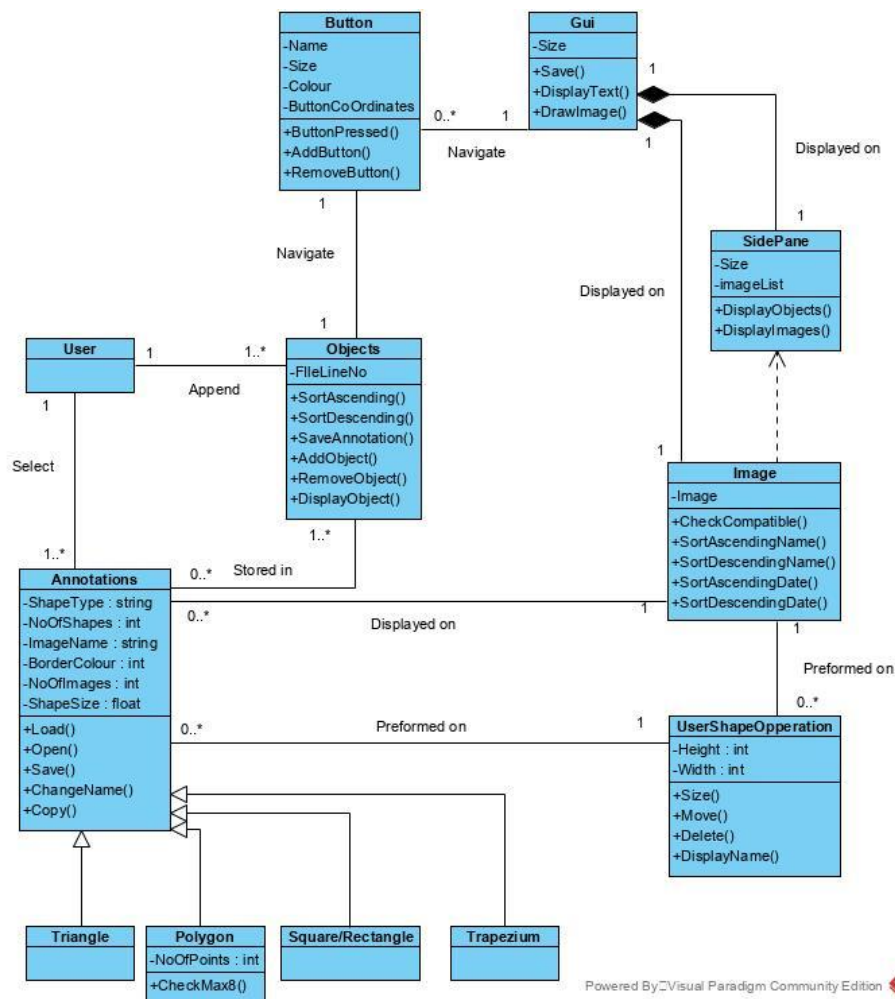 Button
-Name
-Size
-Colour
-ButtonCoOrdinates
+ButtonPressed()
+AddButton()
+RemoveButton()
Gui
-Size
+Save()
+DisplayText()
+DrawImage()
0..*
1
Navigate
1
1
Displayed on
1
SidePane
-Size
-imageList
+DisplayObjects()
+DisplayImages()
1
Navigate
1
Displayed on
1
User
1
1..*
Append
Objects
-FIleLineNo
+SortAscending()
+SortDescending()
+SaveAnnotation()
+AddObject()
+RemoveObject()
+DisplayObject()
1
Select
1..*
1..*
0..*
Stored in
Image
-Image
+CheckCompatible()
+SortAscendingName()
+SortDescendingName()
+SortAscendingDate()
+SortDescendingDate()
Annotations
-ShapeType : string
-NoOfShapes : int
-ImageName : string
-BorderColour : int
-NoOfImages : int
-ShapeSize : float
+Load()
+Open()
+Save()
+ChangeName()
+Copy()
0..*
1
Displayed on
1
Preformed on
0..*
0..*
1
Preformed on
UserShapeOpperation
-Height : int
-Width : int
+Size()
+Move()
+Delete()
+DisplayName()
Triangle
Polygon
-NoOfPoints : int
+CheckMax8()
Square/Rectangle
Trapezium
Powered By Visual Paradigm Community Edition